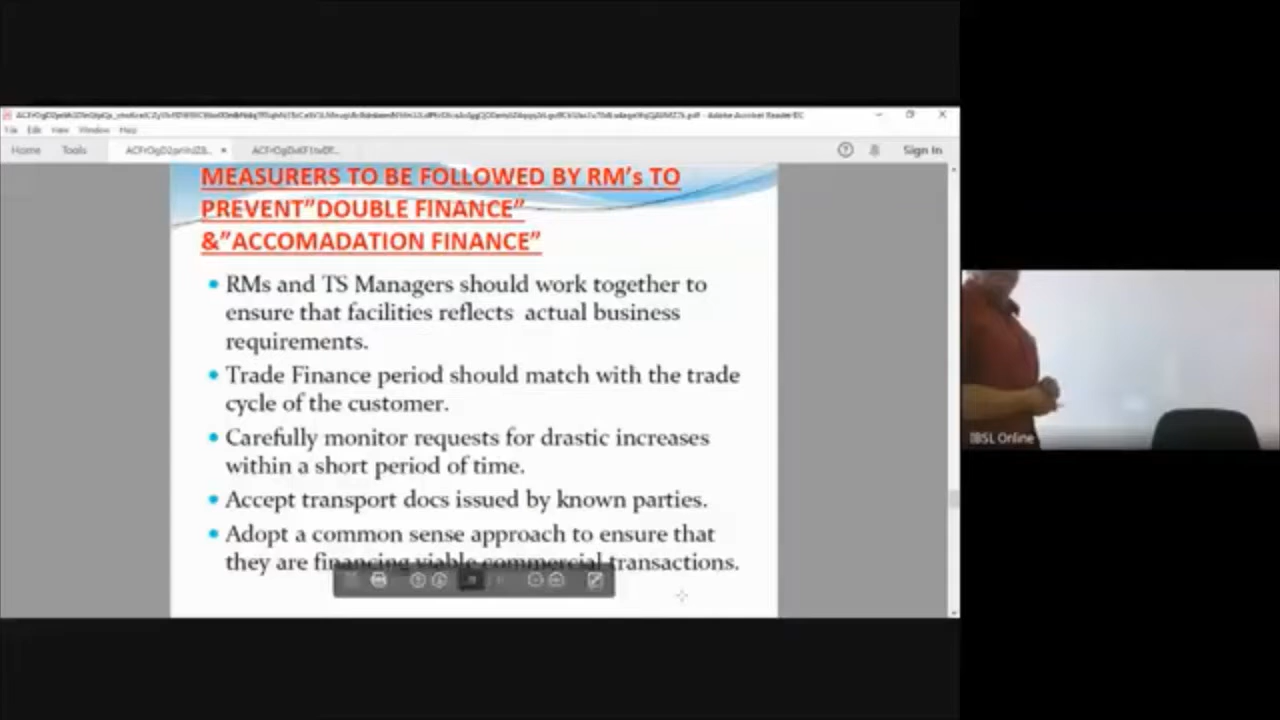 Adobe Acrobat Reader DC
File Edit View Window Help
Home Tools
Sign In
MEASURERS TO BE FOLLOWED BY RM's TO
PREVENT"DOUBLE FINANCE"
&"ACCOMADATION FINANCE"
RMs and TS Managers should work together to
ensure that facilities reflects actual business
requirements.
Trade Finance period should match with the trade
cycle of the customer.
Carefully monitor requests for drastic increases
within a short period of time.
Accept transport docs issued by known parties.
Adopt a common sense approach to ensure that
they are financing viable commercial transactions.
IBSL Online